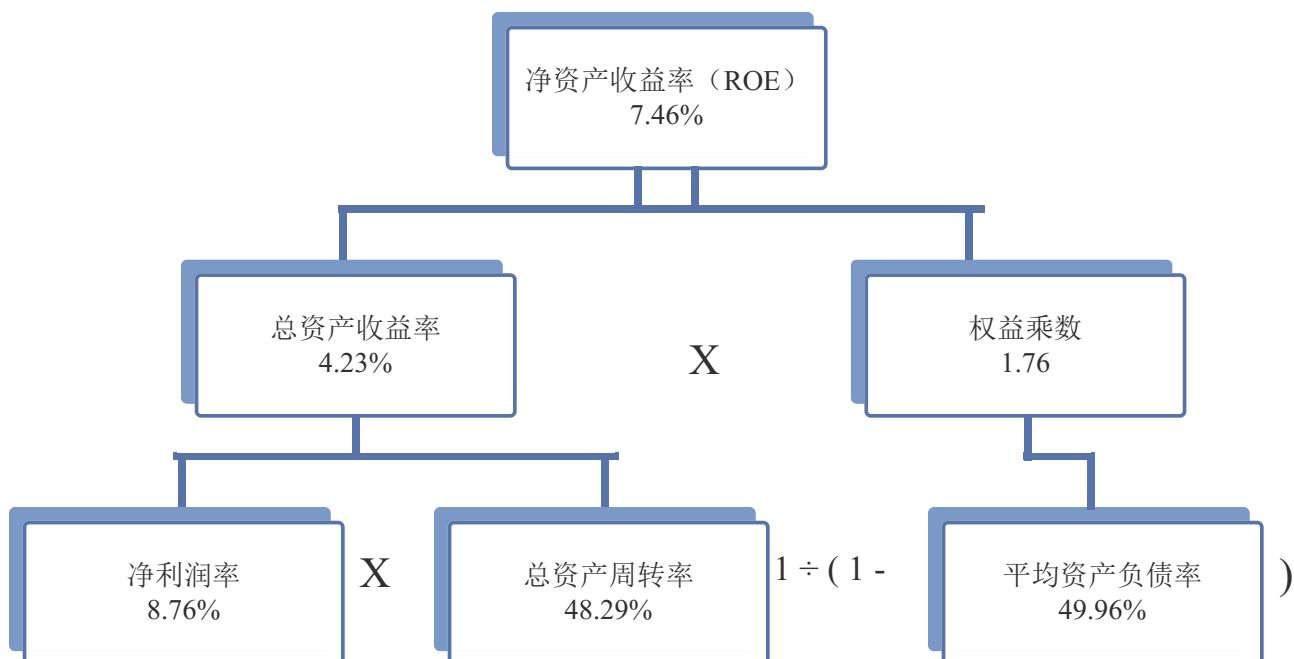 净资产收益率（ROE）
7.46%
总资产收益率
4.23%
X
权益乘数
1.76
净利润率
8.76%
X
总资产周转率
48.29%
1 ÷ ( 1 -
平均资产负债率
49.96%
)